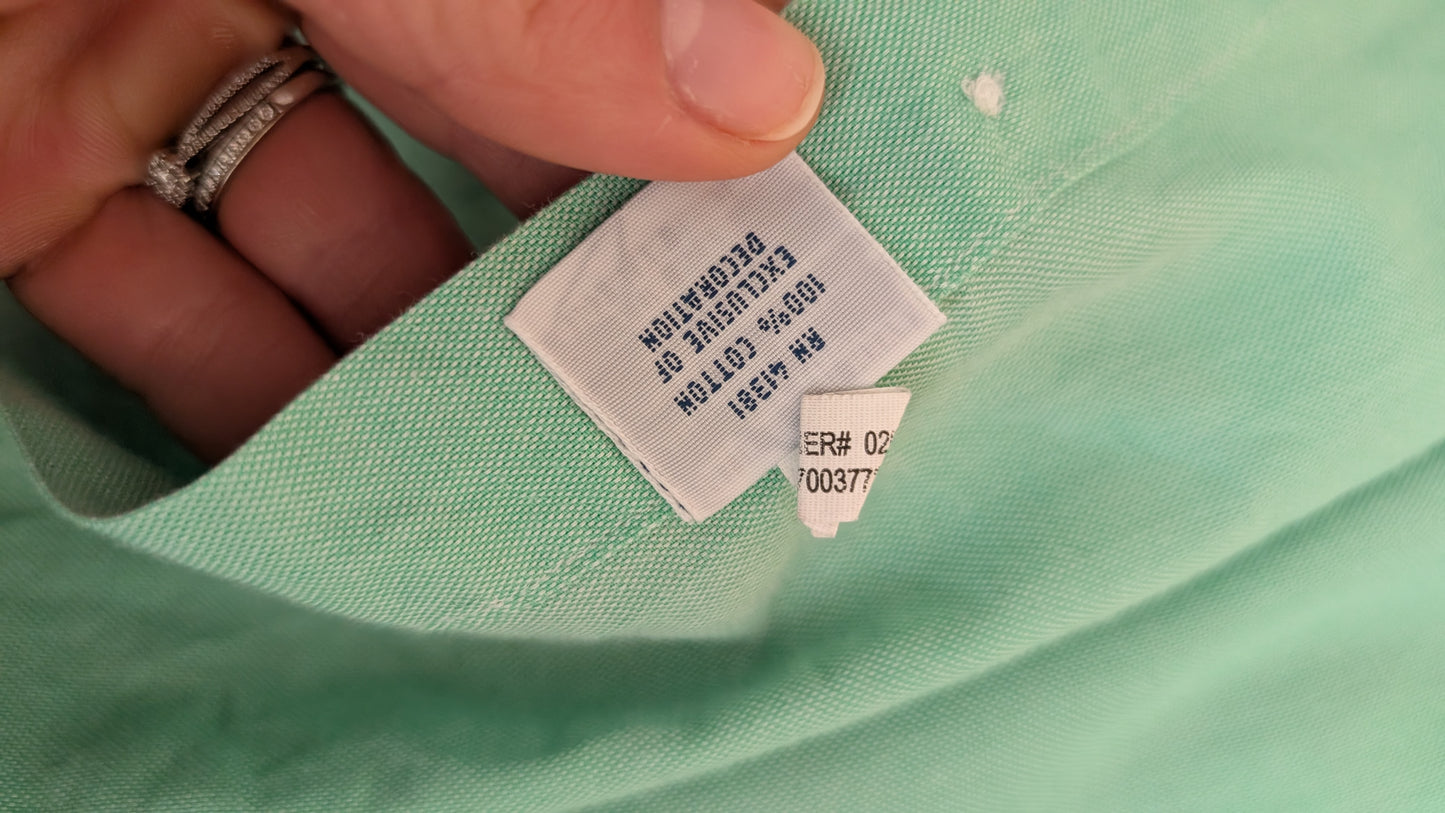 RN 41381
100% COTTON
EXCLUSIVE OF
DECORATION
ER# 02
70037